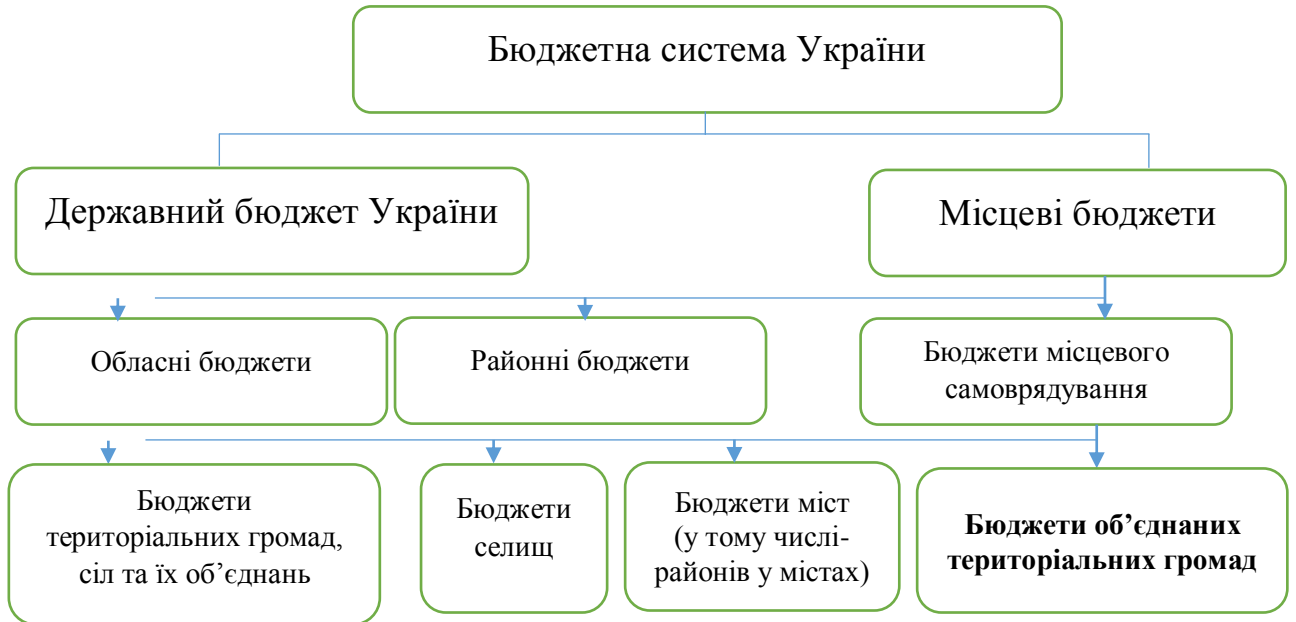 Бюджетна система України
Державний бюджет України
Місцеві бюджети
Обласні бюджети
Районні бюджети
Бюджети місцевого
самоврядування
Бюджети
територіальних громад,
сіл та їх об’єднань
Бюджети
селищ
Бюджети міст
(у тому числі-
районів у містах)
Бюджети об’єднаних
територіальних громад